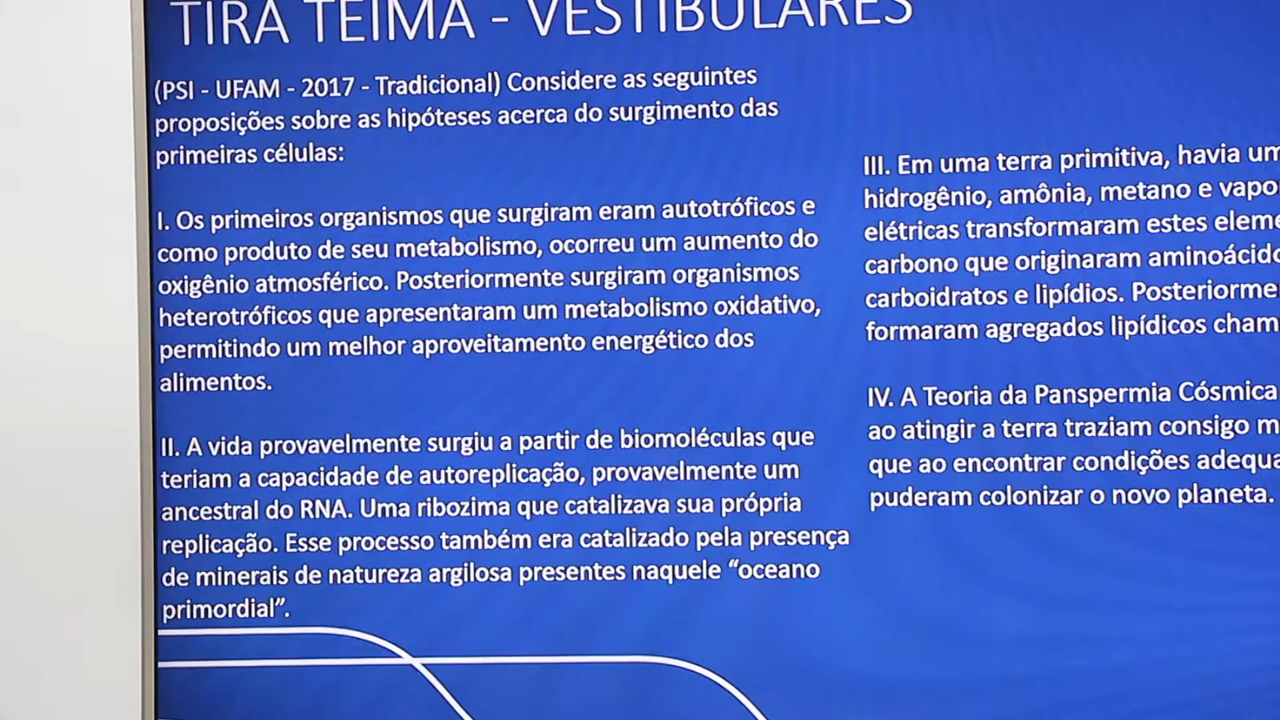 TIRA TEIMA - VESTIBULARES
(PSI - UFAM - 2017 - Tradicional) Considere as seguintes
proposições sobre as hipóteses acerca do surgimento das
primeiras células:
I. Os primeiros organismos que surgiram eram autotróficos e
como produto de seu metabolismo, ocorreu um aumento do
oxigênio atmosférico. Posteriormente surgiram organismos
heterotróficos que apresentaram um metabolismo oxidativo,
permitindo um melhor aproveitamento energético dos
alimentos.
II. A vida provavelmente surgiu a partir de biomoléculas que
teriam a capacidade de autoreplicação, provavelmente um
ancestral do RNA. Uma ribozima que catalizava sua própria
replicação. Esse processo também era catalizado pela presença
de minerais de natureza argilosa presentes naquele “oceano
primordial”.
III. Em uma terra primitiva, havia
hidrogênio, amônia, metano e
elétricas transformaram estes
carbono que originaram
carboidratos e lipídios.
formaram agregados lipídicos
IV. A Teoria da Panspermia Cósmica
ao atingir a terra traziam consigo
que ao encontrar condições
puderam colonizar o novo planeta.